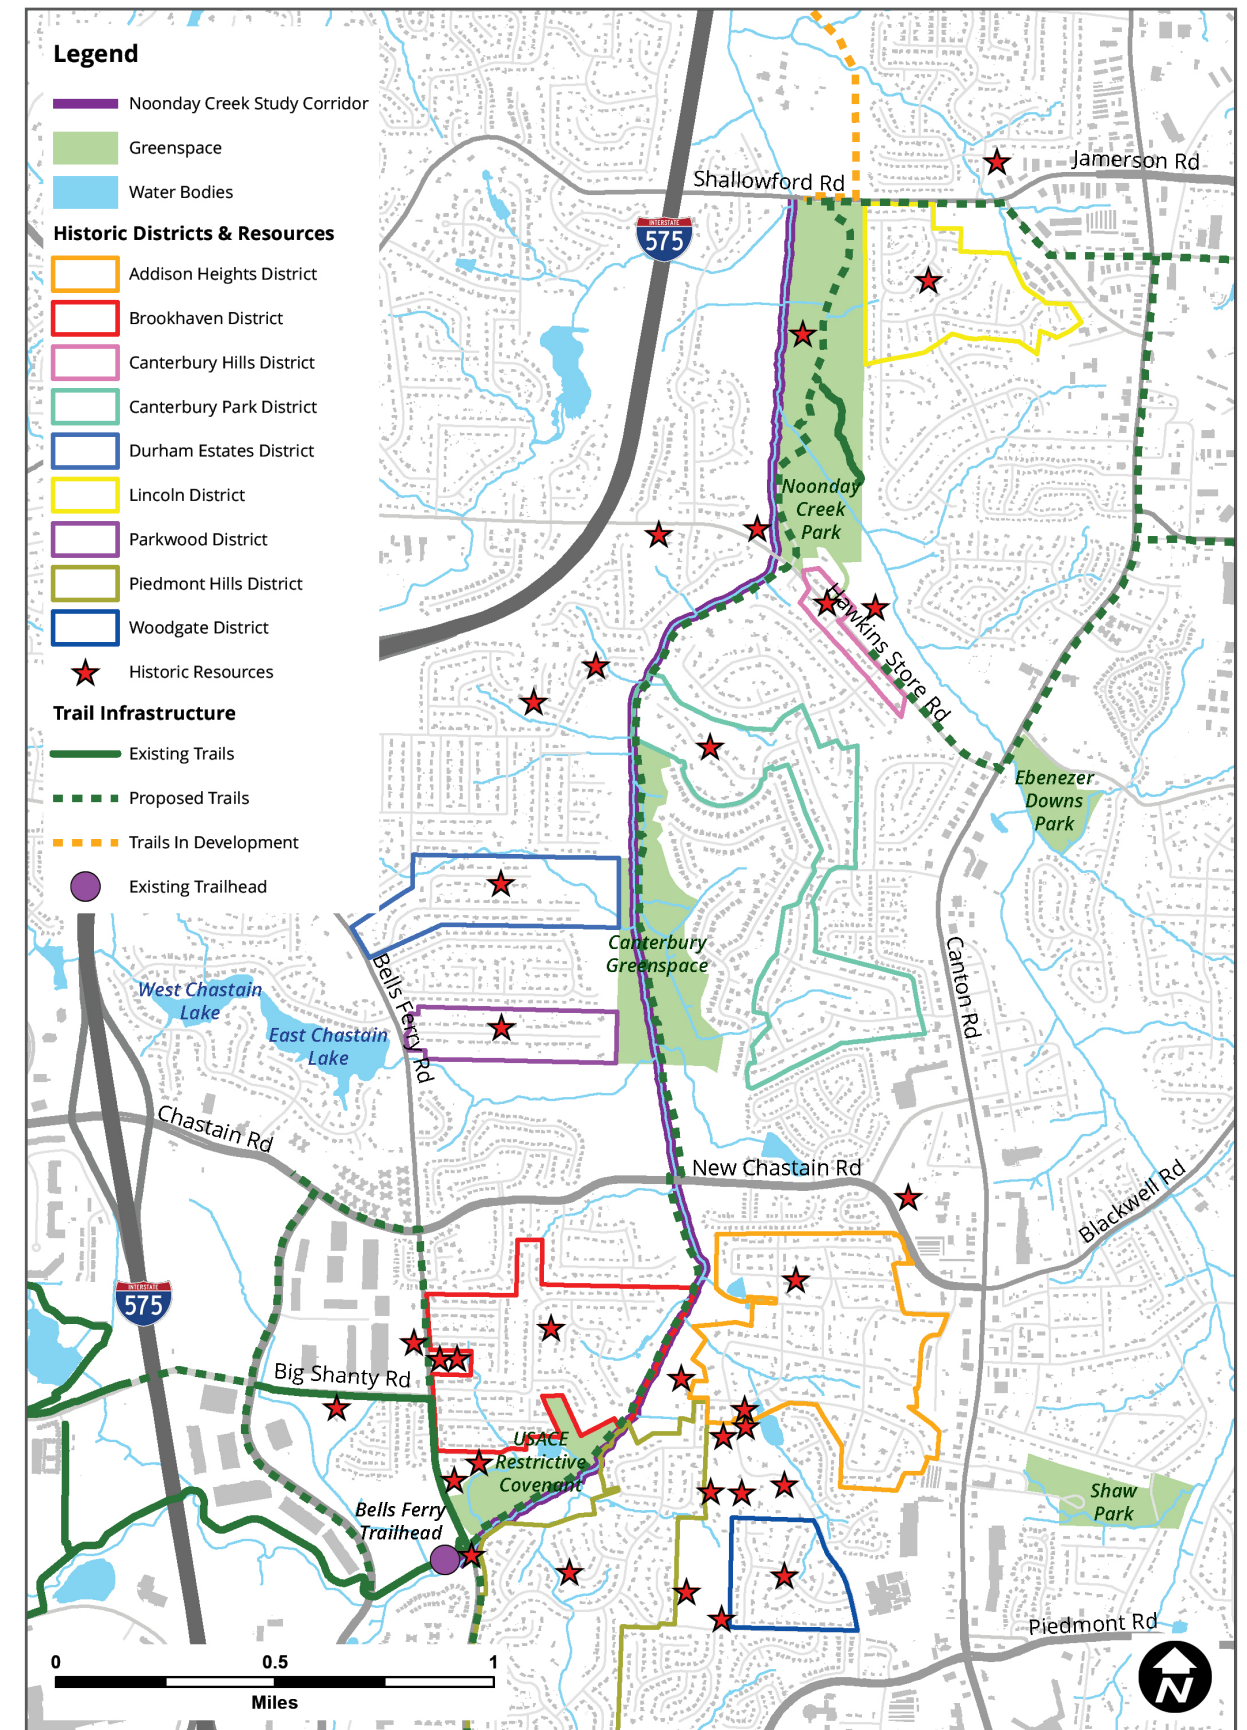 Legend
Noonday Creek Study Corridor
Greenspace
Water Bodies
Historic Districts & Resources
Addison Heights District
Brookhaven District
Canterbury Hills District
Canterbury Park District
Durham Estates District
Lincoln District
Parkwood District
Piedmont Hills District
Woodgate District
Historic Resources
Trail Infrastructure
Existing Trails
Proposed Trails
Trails In Development
Existing Trailhead
Jamerson Rd
Shallowford Rd
INTERSTATE
575
Noonday
Creek
Park
Hawkins Store Rd
Ebenezer
Downs
Park
Canterbury
Greenspace
Bells Ferry Rd
Canton Rd
West Chastain
Lake
East Chastain
Lake
Chastain Rd
New Chastain Rd
Blackwell Rd
INTERSTATE
575
Big Shanty Rd
USACE
Restrictive
Covenant
Bells Ferry
Trailhead
Shaw
Park
Piedmont Rd
0 0.5 1
Miles
N